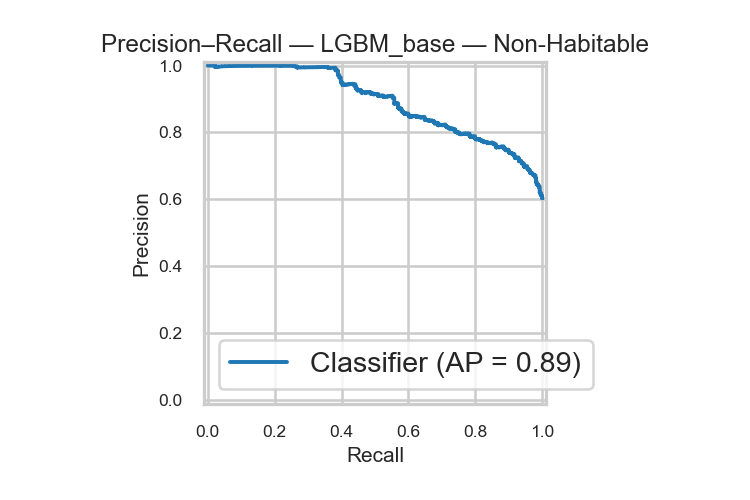 Precision–Recall — LGBM_base — Non-Habitable
1.0
0.8
0.6
0.4
0.2
0.0
Precision
Classifier (AP = 0.89)
0.0 0.2 0.4 0.6 0.8 1.0
Recall